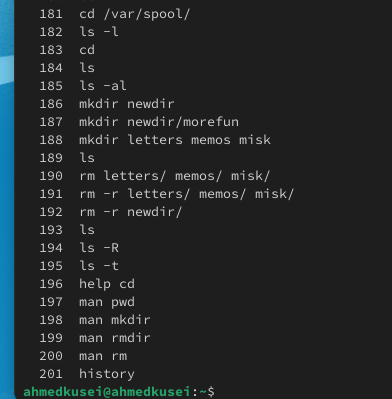 181 cd /var/spool/
182 ls -l
183 cd
184 ls
185 ls -al
186 mkdir newdir
187 mkdir newdir/morefun
188 mkdir letters memos misk
189 ls
190 rm letters/ memos/ misk/
191 rm -r letters/ memos/ misk/
192 rm -r newdir/
193 ls
194 ls -R
195 ls -t
196 help cd
197 man pwd
198 man mkdir
199 man rmdir
200 man rm
201 history
ahmedkusei@ahmedkusei:~$